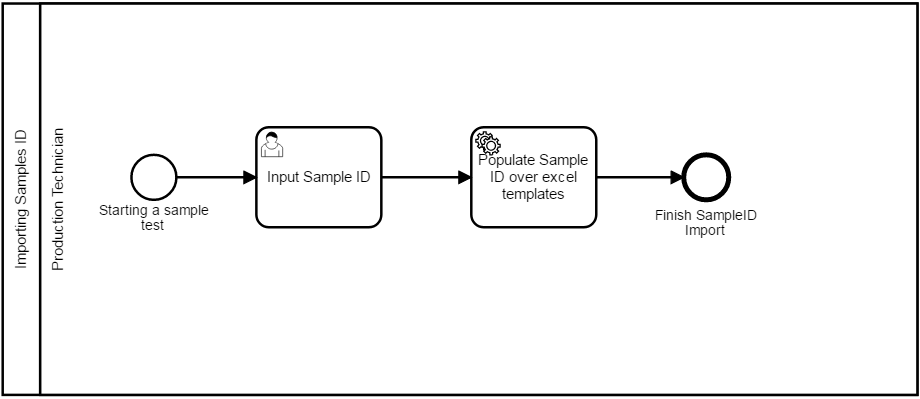 Importing Samples ID
Production Technician
Starting a sample
test
Input Sample ID
Populate Sample
ID over excel
templates
Finish SampleID
Import